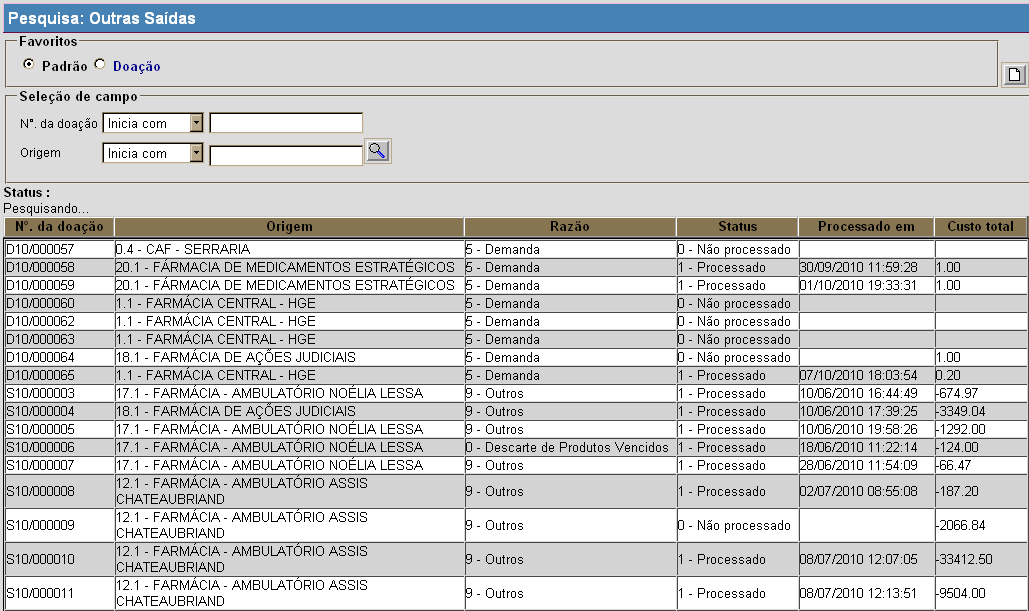 Pesquisa: Outras Saídas
Favoritos
Padrão Doação
Seleção de campo
N°. da doação Inicia com
Origem Inicia com
Status :
Pesquisando...
N°. da doação Origem Razão Status Processado em Custo total
D10/000057 0.4 - CAF - SERRARIA 5 - Demanda 0 - Não processado
D10/000058 20.1 - FÁRMACIA DE MEDICAMENTOS ESTRATÉGICOS 5 - Demanda 1 - Processado 30/09/2010 11:59:28 1.00
D10/000059 20.1 - FÁRMACIA DE MEDICAMENTOS ESTRATÉGICOS 5 - Demanda 1 - Processado 01/10/2010 19:33:31 1.00
D10/000060 1.1 - FARMÁCIA CENTRAL - HGE 5 - Demanda 0 - Não processado
D10/000062 1.1 - FARMÁCIA CENTRAL - HGE 5 - Demanda 0 - Não processado
D10/000063 1.1 - FARMÁCIA CENTRAL - HGE 5 - Demanda 0 - Não processado
D10/000064 18.1 - FARMÁCIA DE AÇÕES JUDICIAIS 5 - Demanda 0 - Não processado 1.00
D10/000065 1.1 - FARMÁCIA CENTRAL - HGE 5 - Demanda 1 - Processado 07/10/2010 18:03:54 0.20
S10/000003 17.1 - FARMÁCIA - AMBULATÓRIO NOÉLIA LESSA 9 - Outros 1 - Processado 10/06/2010 16:44:49 -674.97
S10/000004 18.1 - FARMÁCIA DE AÇÕES JUDICIAIS 9 - Outros 1 - Processado 10/06/2010 17:39:25 -3349.04
S10/000005 17.1 - FARMÁCIA - AMBULATÓRIO NOÉLIA LESSA 9 - Outros 1 - Processado 10/06/2010 19:58:26 -1292.00
S10/000006 17.1 - FARMÁCIA - AMBULATÓRIO NOÉLIA LESSA 0 - Descarte de Produtos Vencidos 1 - Processado 18/06/2010 11:22:14 -124.00
S10/000007 17.1 - FARMÁCIA - AMBULATÓRIO NOÉLIA LESSA 9 - Outros 1 - Processado 28/06/2010 11:54:09 -66.47
S10/000008 12.1 - FARMÁCIA - AMBULATÓRIO ASSIS
CHATEAUBRIAND 9 - Outros 1 - Processado 02/07/2010 08:55:08 -187.20
S10/000009 12.1 - FARMÁCIA - AMBULATÓRIO ASSIS
CHATEAUBRIAND 9 - Outros 0 - Não processado -2066.84
S10/000010 12.1 - FARMÁCIA - AMBULATÓRIO ASSIS
CHATEAUBRIAND 9 - Outros 1 - Processado 08/07/2010 12:07:05 -33412.50
S10/000011 12.1 - FARMÁCIA - AMBULATÓRIO ASSIS
CHATEAUBRIAND 9 - Outros 1 - Processado 08/07/2010 12:13:51 -9504.00